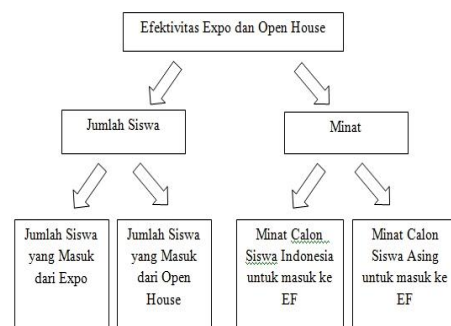 Efektivitas Expo dan Open House
Jumlah Siswa
Minat
Jumlah Siswa
yang Masuk
dari Expo
Jumlah Siswa
yang Masuk
dari Open
House
Minat Calon
Siswa Indonesia
untuk masuk ke
EF
Minat Calon
Siswa Asing
untuk masuk ke
EF